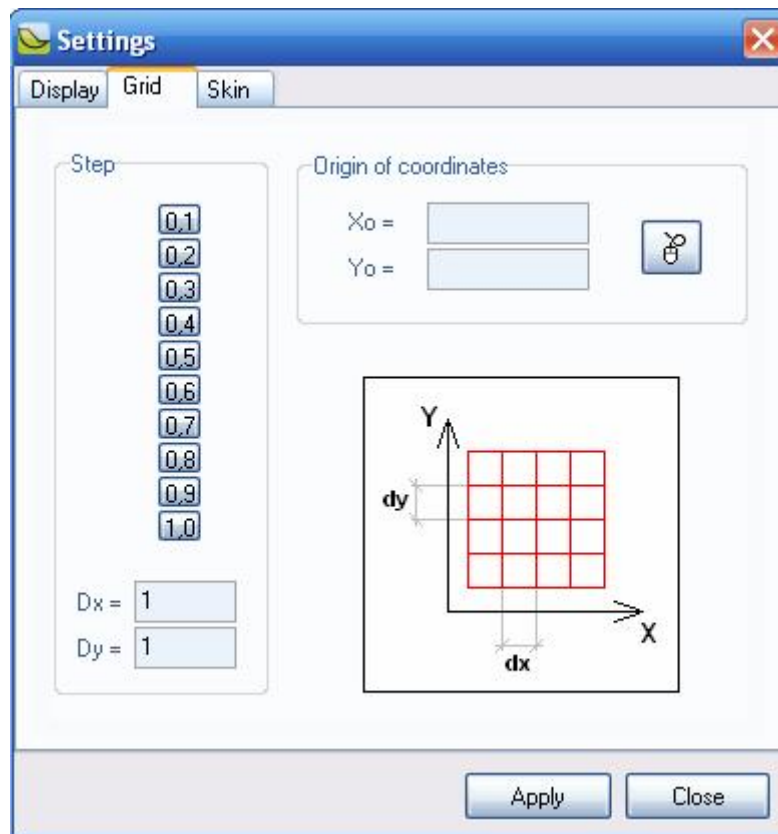 Settings
Display Grid Skin
Step
0,1
0,2
0,3
0,4
0,5
0,6
0,7
0,8
0,9
1,0
Dx = 1
Dy = 1
Origin of coordinates
Xo =
Yo =
Y
dy
X
dx
Apply Close